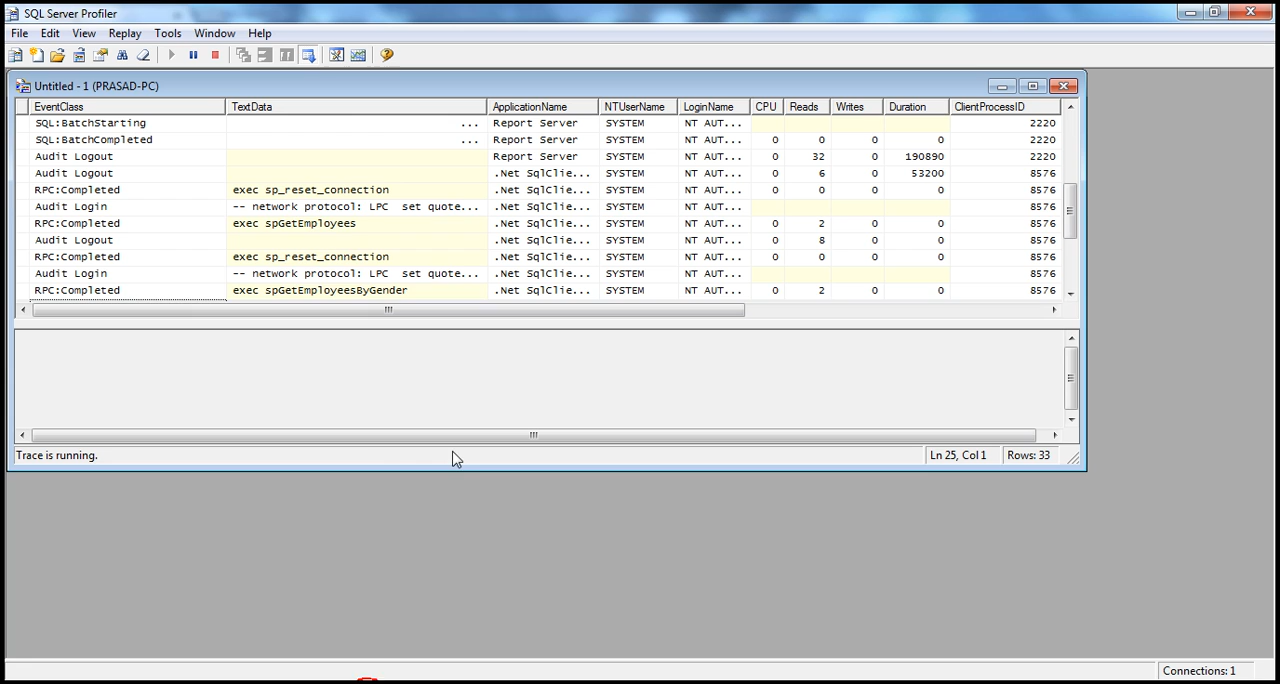 SQL Server Profiler
File Edit View Replay Tools Window Help
Untitled - 1 (PRASAD-PC)
EventClass TextData ApplicationName NTUserName LoginName CPU Reads Writes Duration ClientProcessID
SQL:BatchStarting ... Report Server SYSTEM NT AUT... 2220
SQL:BatchCompleted ... Report Server SYSTEM NT AUT... 0 0 0 0 2220
Audit Logout Report Server SYSTEM NT AUT... 0 32 0 190890 2220
Audit Logout .Net SqlClie... SYSTEM NT AUT... 0 6 0 53200 8576
RPC:Completed exec sp_reset_connection .Net SqlClie... SYSTEM NT AUT... 0 0 0 0 8576
Audit Login -- network protocol: LPC set quote... .Net SqlClie... SYSTEM NT AUT... 8576
RPC:Completed exec spGetEmployees .Net SqlClie... SYSTEM NT AUT... 0 2 0 0 8576
Audit Logout .Net SqlClie... SYSTEM NT AUT... 0 8 0 0 8576
RPC:Completed exec sp_reset_connection .Net SqlClie... SYSTEM NT AUT... 0 0 0 0 8576
Audit Login -- network protocol: LPC set quote... .Net SqlClie... SYSTEM NT AUT... 8576
RPC:Completed exec spGetEmployeesByGender .Net SqlClie... SYSTEM NT AUT... 0 2 0 0 8576
Trace is running. Ln 25, Col 1 Rows: 33
Connections: 1